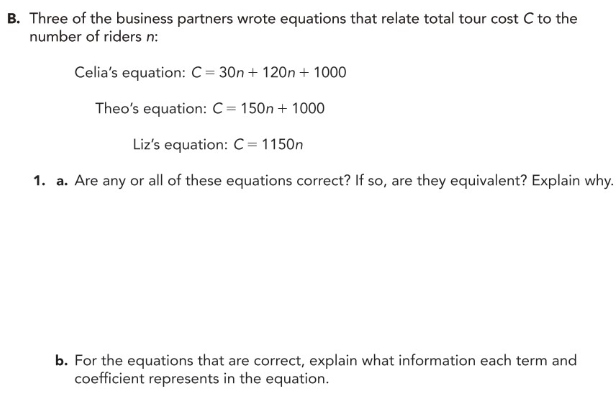 B. Three of the business partners wrote equations that relate total tour cost C to the
number of riders n:
Celia's equation: C = 30n + 120n + 1000
Theo's equation: C = 150n + 1000
Liz's equation: C = 1150n
1. a. Are any or all of these equations correct? If so, are they equivalent? Explain why.
b. For the equations that are correct, explain what information each term and
coefficient represents in the equation.